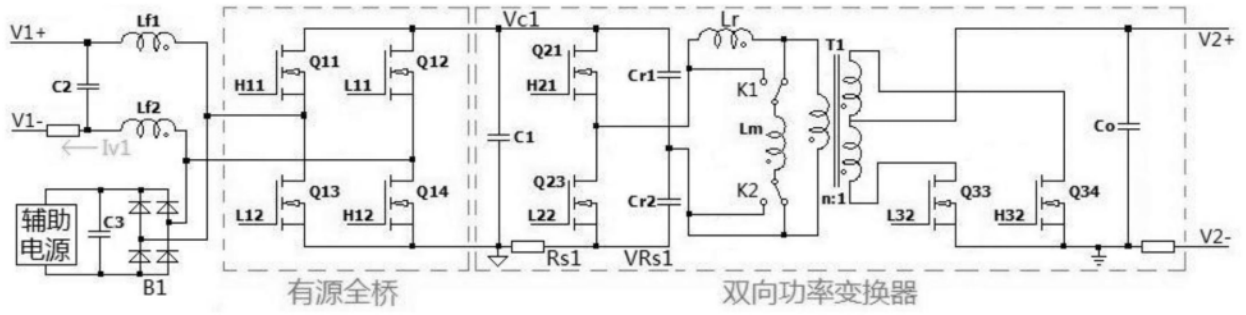 V1+
Lf1
C2
V1-
Lf2
Iv1
辅助
电源
C3
B1
Q11
H11
Q12
L11
Q13
L12
Q14
H12
有源全桥
Vc1
C1
Rs1
Q21
H21
Q23
L22
Cr1
Cr2
VRs1
Lr
K1
Lm
K2
T1
n:1
Q33
L32
Q34
H32
Co
V2+
V2-
双向功率变换器